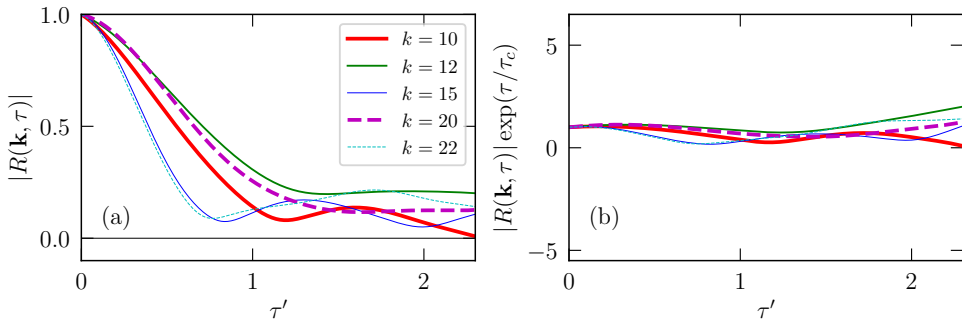 1.0
0.5
0.0
|R(k, τ)|
k = 10
k = 12
k = 15
k = 20
k = 22
(a)
0
1
2
τ′
5
0
−5
|R(k, τ)| exp(τ/τc)
(b)
0
1
2
τ′